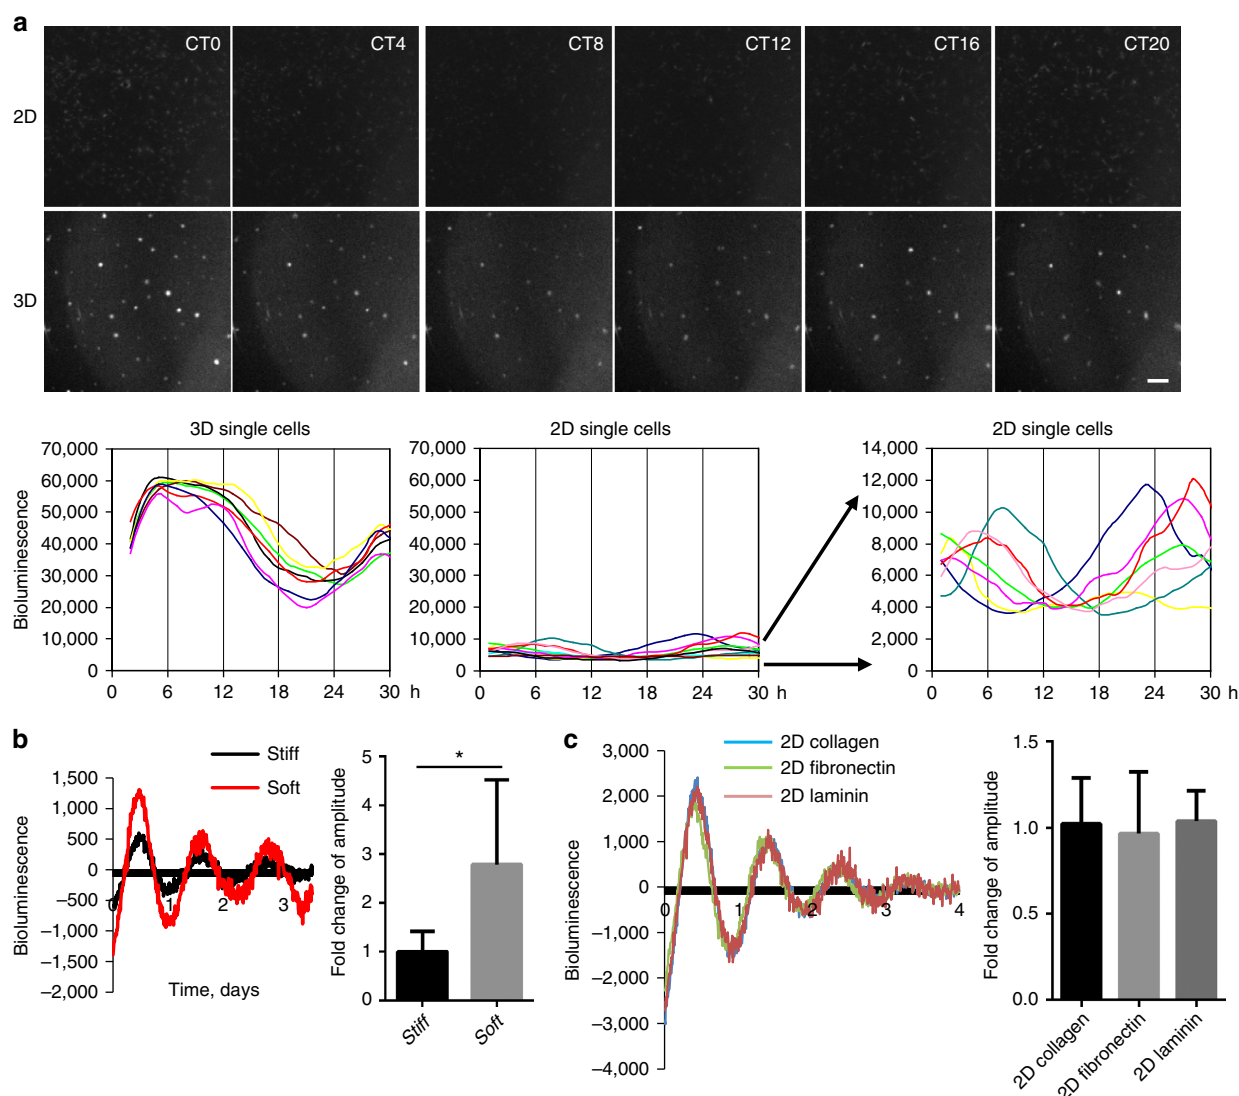 a
CT0 CT4 CT8 CT12 CT16 CT20
2D
3D
3D single cells
Bioluminescence
70,000
60,000
50,000
40,000
30,000
20,000
10,000
0
0 6 12 18 24 30 h
2D single cells
70,000
60,000
50,000
40,000
30,000
20,000
10,000
0
0 6 12 18 24 30 h
2D single cells
14,000
12,000
10,000
8,000
6,000
4,000
2,000
0
0 6 12 18 24 30 h
b
Stiff
Soft
Bioluminescence
1,500
1,000
500
0
−500
−1,000
−1,500
−2,000
0 1 2 3
Time, days
Fold change of amplitude
5
4
3
2
1
0
*
Stiff
Soft
c
2D collagen
2D fibronectin
2D laminin
Bioluminescence
3,000
2,000
1,000
0
−1,000
−2,000
−3,000
−4,000
0 1 2 3 4
Fold change of amplitude
1.5
1.0
0.5
0.0
2D collagen
2D fibronectin
2D laminin